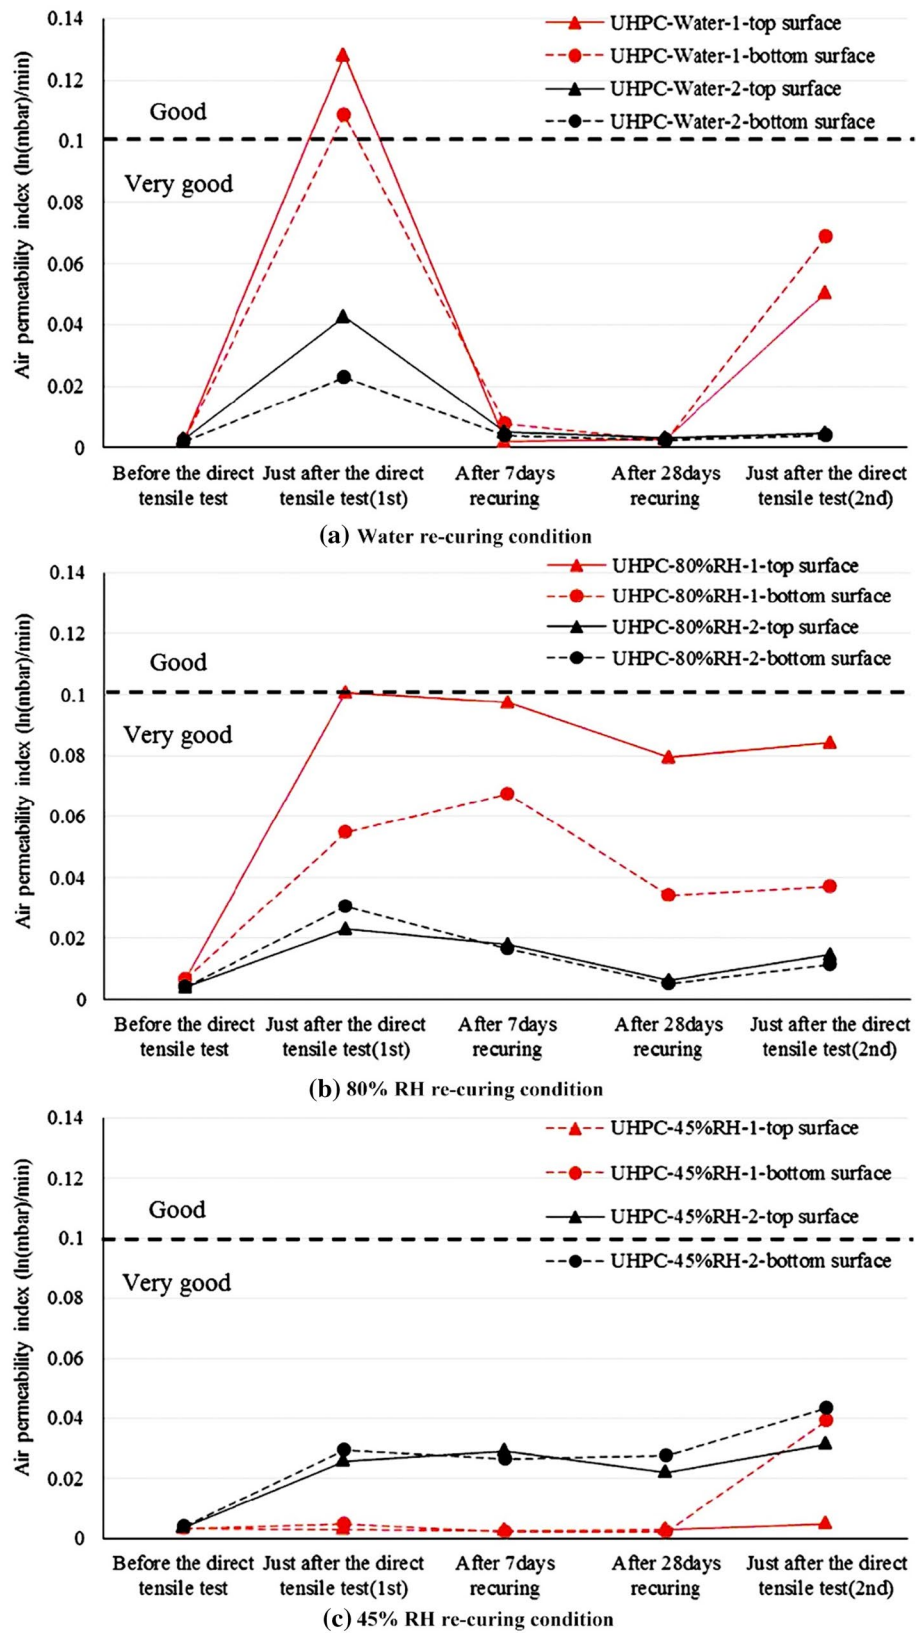 Air permeability index (ln(mbar)/min)
0.14
0.12
0.1
0.08
0.06
0.04
0.02
0
Good
Very good
UHPC-Water-1-top surface
UHPC-Water-1-bottom surface
UHPC-Water-2-top surface
UHPC-Water-2-bottom surface
Before the direct
tensile test
Just after the direct
tensile test(1st)
After 7days
recuring
After 28days
recuring
Just after the direct
tensile test(2nd)
(a) Water re-curing condition
Air permeability index (ln(mbar)/min)
0.14
0.12
0.1
0.08
0.06
0.04
0.02
0
Good
Very good
UHPC-80%RH-1-top surface
UHPC-80%RH-1-bottom surface
UHPC-80%RH-2-top surface
UHPC-80%RH-2-bottom surface
Before the direct
tensile test
Just after the direct
tensile test(1st)
After 7days
recuring
After 28days
recuring
Just after the direct
tensile test(2nd)
(b) 80% RH re-curing condition
Air permeability index (ln(mbar)/min)
0.14
0.12
0.1
0.08
0.06
0.04
0.02
0
Good
Very good
UHPC-45%RH-1-top surface
UHPC-45%RH-1-bottom surface
UHPC-45%RH-2-top surface
UHPC-45%RH-2-bottom surface
Before the direct
tensile test
Just after the direct
tensile test(1st)
After 7days
recuring
After 28days
recuring
Just after the direct
tensile test(2nd)
(c) 45% RH re-curing condition